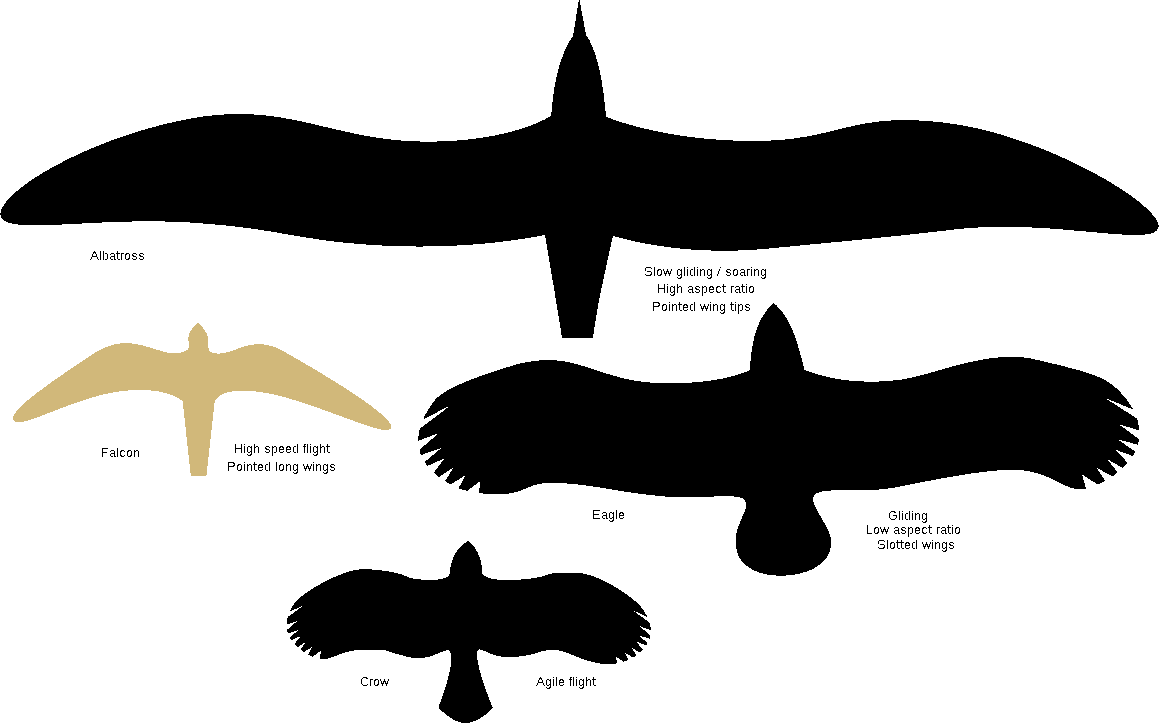 Albatross
Slow gliding / soaring
High aspect ratio
Pointed wing tips
Falcon
High speed flight
Pointed long wings
Eagle
Gliding
Low aspect ratio
Slotted wings
Crow
Agile flight